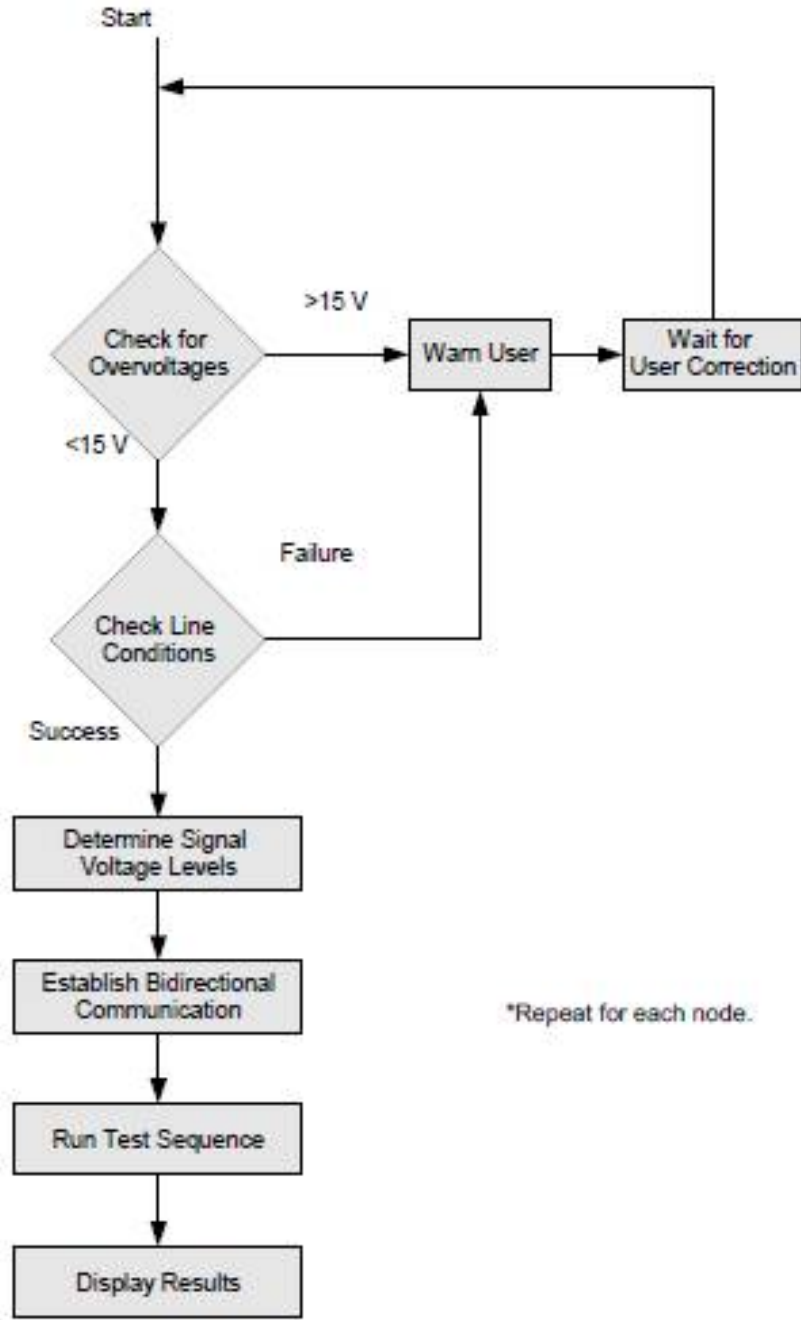 Start
Check for
Overvoltages
>15 V
Warn User
Wait for
User Correction
<15 V
Failure
Check Line
Conditions
Success
Determine Signal
Voltage Levels
Establish Bidirectional
Communication
*Repeat for each node.
Run Test Sequence
Display Results